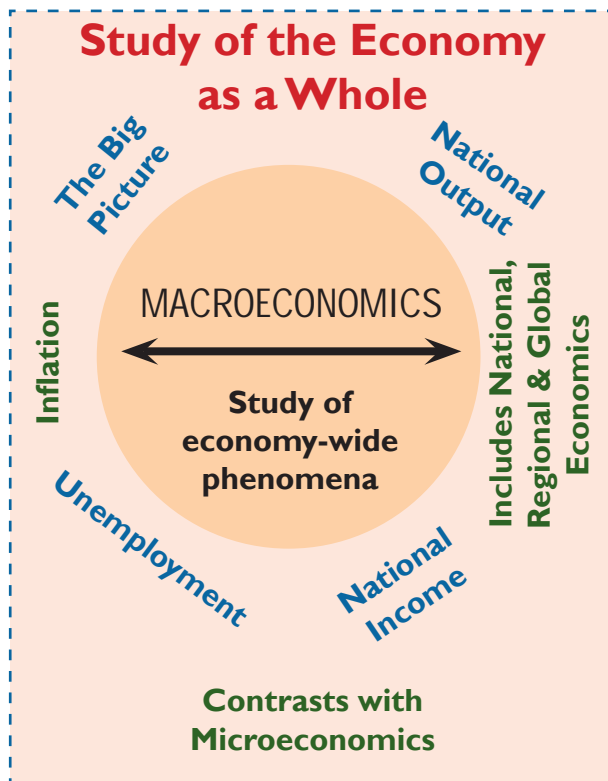 Study of the Economy
as a Whole
The Big
Picture
National
Output
MACROECONOMICS
Study of
economy-wide
phenomena
Inflation
Includes National,
Regional & Global
Economics
Unemployment
National
Income
Contrasts with
Microeconomics